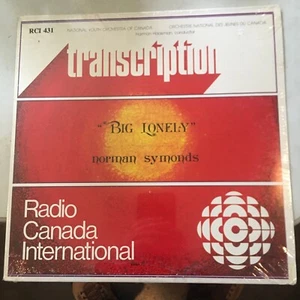 RCI 431
NATIONAL YOUTH ORCHESTRA OF CANADA
ORCHESTRE NATIONAL DES JEUNES DU CANADA
transcription
"BIG LONELY"
norman symonds
Radio
Canada
International